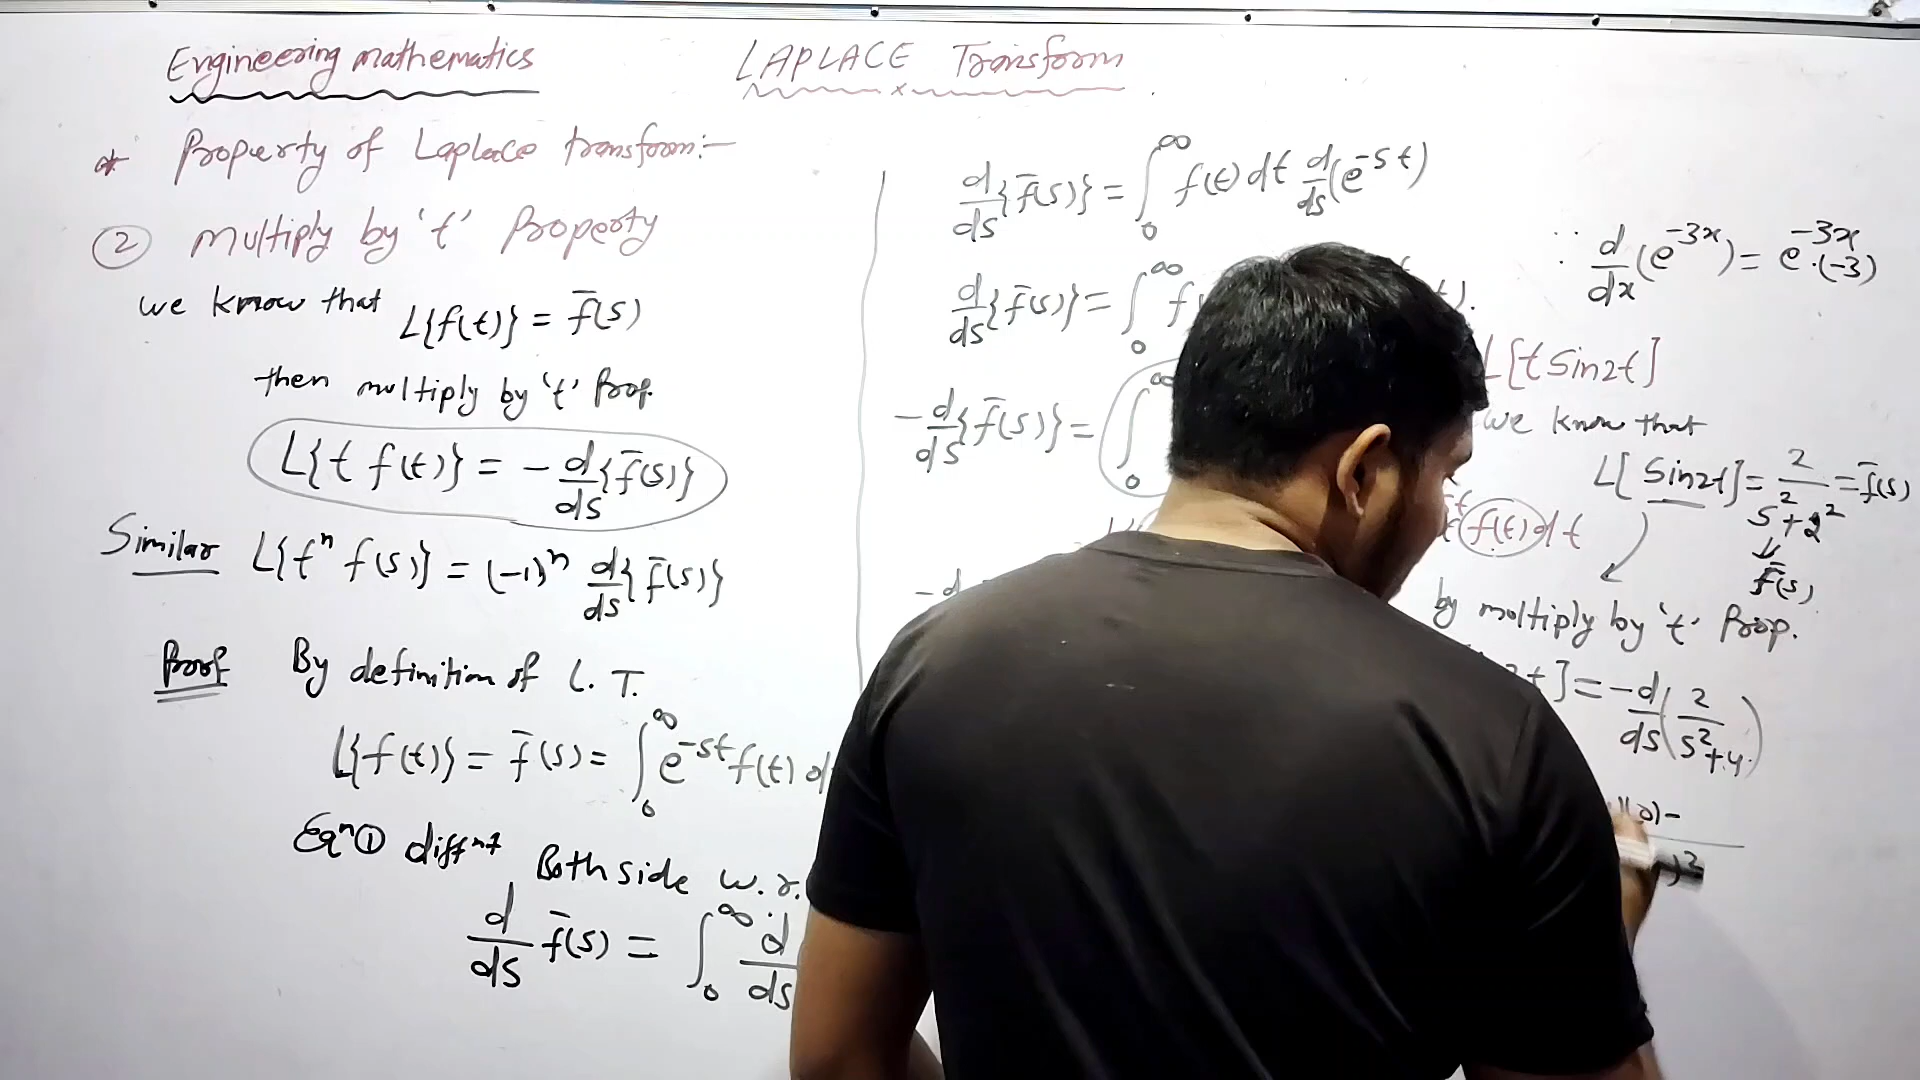 Engineering mathematics
LAPLACE Transform
* Property of Laplace transform:-
② Multiply by 't' Property
we know that L{f(t)} = f̄(s)
then multiply by 't' Prop.
L{t f(t)} = -d/ds{f̄(s)}
Similar L{tⁿ f(s)} = (-1)ⁿ d/ds{f̄(s)}
Proof By definition of L.T.
L{f(t)} = f̄(s) = ∫₀^∞ e^-st f(t) d
Eqⁿ① diffⁿt Both side w.r.
d/ds f̄(s) = ∫₀^∞ d/ds
d/ds{f̄(s)} = ∫₀^∞ f(t) dt d/ds(e^-st)
d/ds{f̄(s)} = ∫₀^∞ f
-d/ds{f̄(s)} = ∫₀^∞
f(t) dt
∵ d/dx(e^-3x) = e^-3x.(-3)
L[t Sin2t]
we know that
L[Sin2t] = 2/s²+2² = f̄(s)
f̄(s)
by multiply by 't' Prop.
t] = -d/ds(2/s²+4)
(0)-
)²